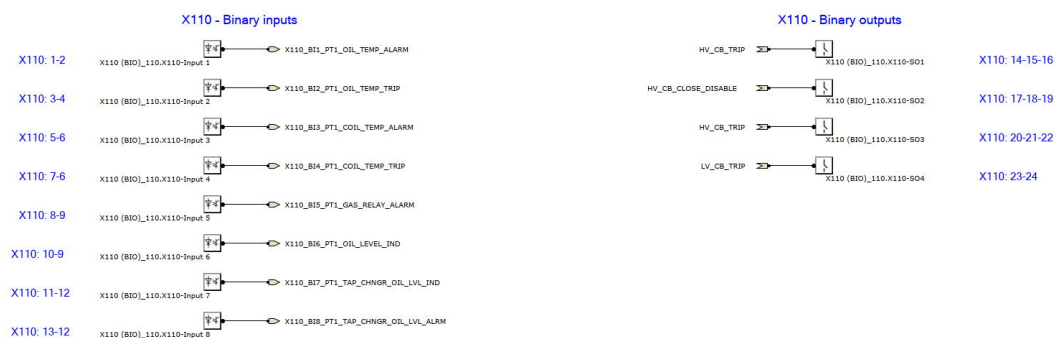 X110 - Binary inputs
X110: 1-2
X110 (BIO)_110.X110-Input 1
X110_BI1_PT1_OIL_TEMP_ALARM
X110: 3-4
X110 (BIO)_110.X110-Input 2
X110_BI2_PT1_OIL_TEMP_TRIP
X110: 5-6
X110 (BIO)_110.X110-Input 3
X110_BI3_PT1_COIL_TEMP_ALARM
X110: 7-6
X110 (BIO)_110.X110-Input 4
X110_BI4_PT1_COIL_TEMP_TRIP
X110: 8-9
X110 (BIO)_110.X110-Input 5
X110_BI5_PT1_GAS_RELAY_ALARM
X110: 10-9
X110 (BIO)_110.X110-Input 6
X110_BI6_PT1_OIL_LEVEL_IND
X110: 11-12
X110 (BIO)_110.X110-Input 7
X110_BI7_PT1_TAP_CHNGR_OIL_LVL_IND
X110: 13-12
X110 (BIO)_110.X110-Input 8
X110_BI8_PT1_TAP_CHNGR_OIL_LVL_ALRM
X110 - Binary outputs
HV_CB_TRIP
X110 (BIO)_110.X110-SO1
X110: 14-15-16
HV_CB_CLOSE_DISABLE
X110 (BIO)_110.X110-SO2
X110: 17-18-19
HV_CB_TRIP
X110 (BIO)_110.X110-SO3
X110: 20-21-22
LV_CB_TRIP
X110 (BIO)_110.X110-SO4
X110: 23-24